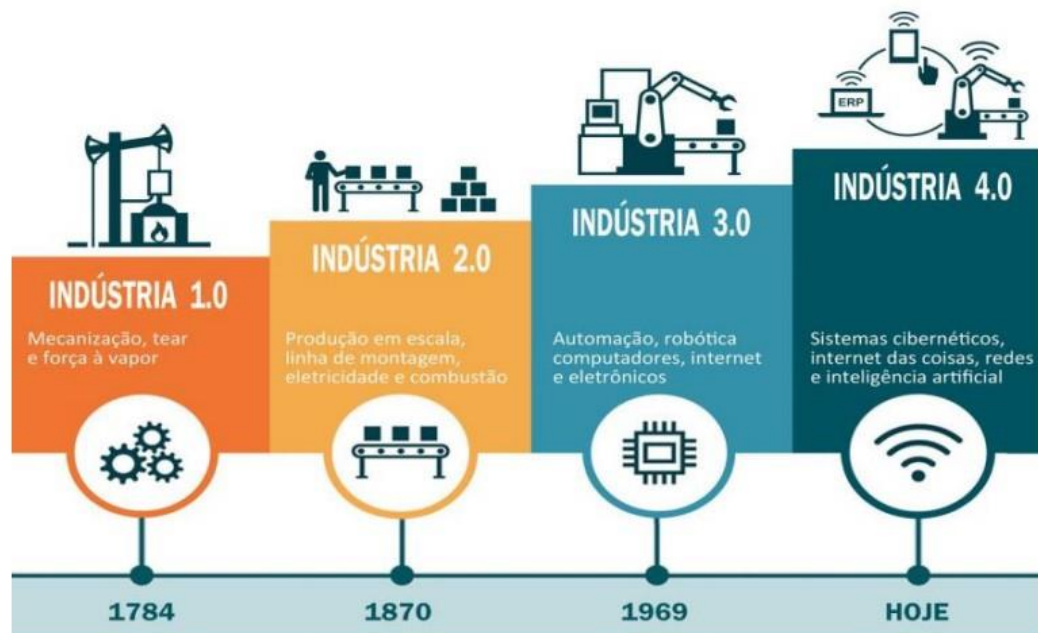 ERP
INDÚSTRIA 1.0
Mecanização, tear
e força à vapor
INDÚSTRIA 2.0
Produção em escala,
linha de montagem,
eletricidade e combustão
INDÚSTRIA 3.0
Automação, robótica
computadores, internet
e eletrônicos
INDÚSTRIA 4.0
Sistemas cibernéticos,
internet das coisas, redes
e inteligência artificial
1784
1870
1969
HOJE